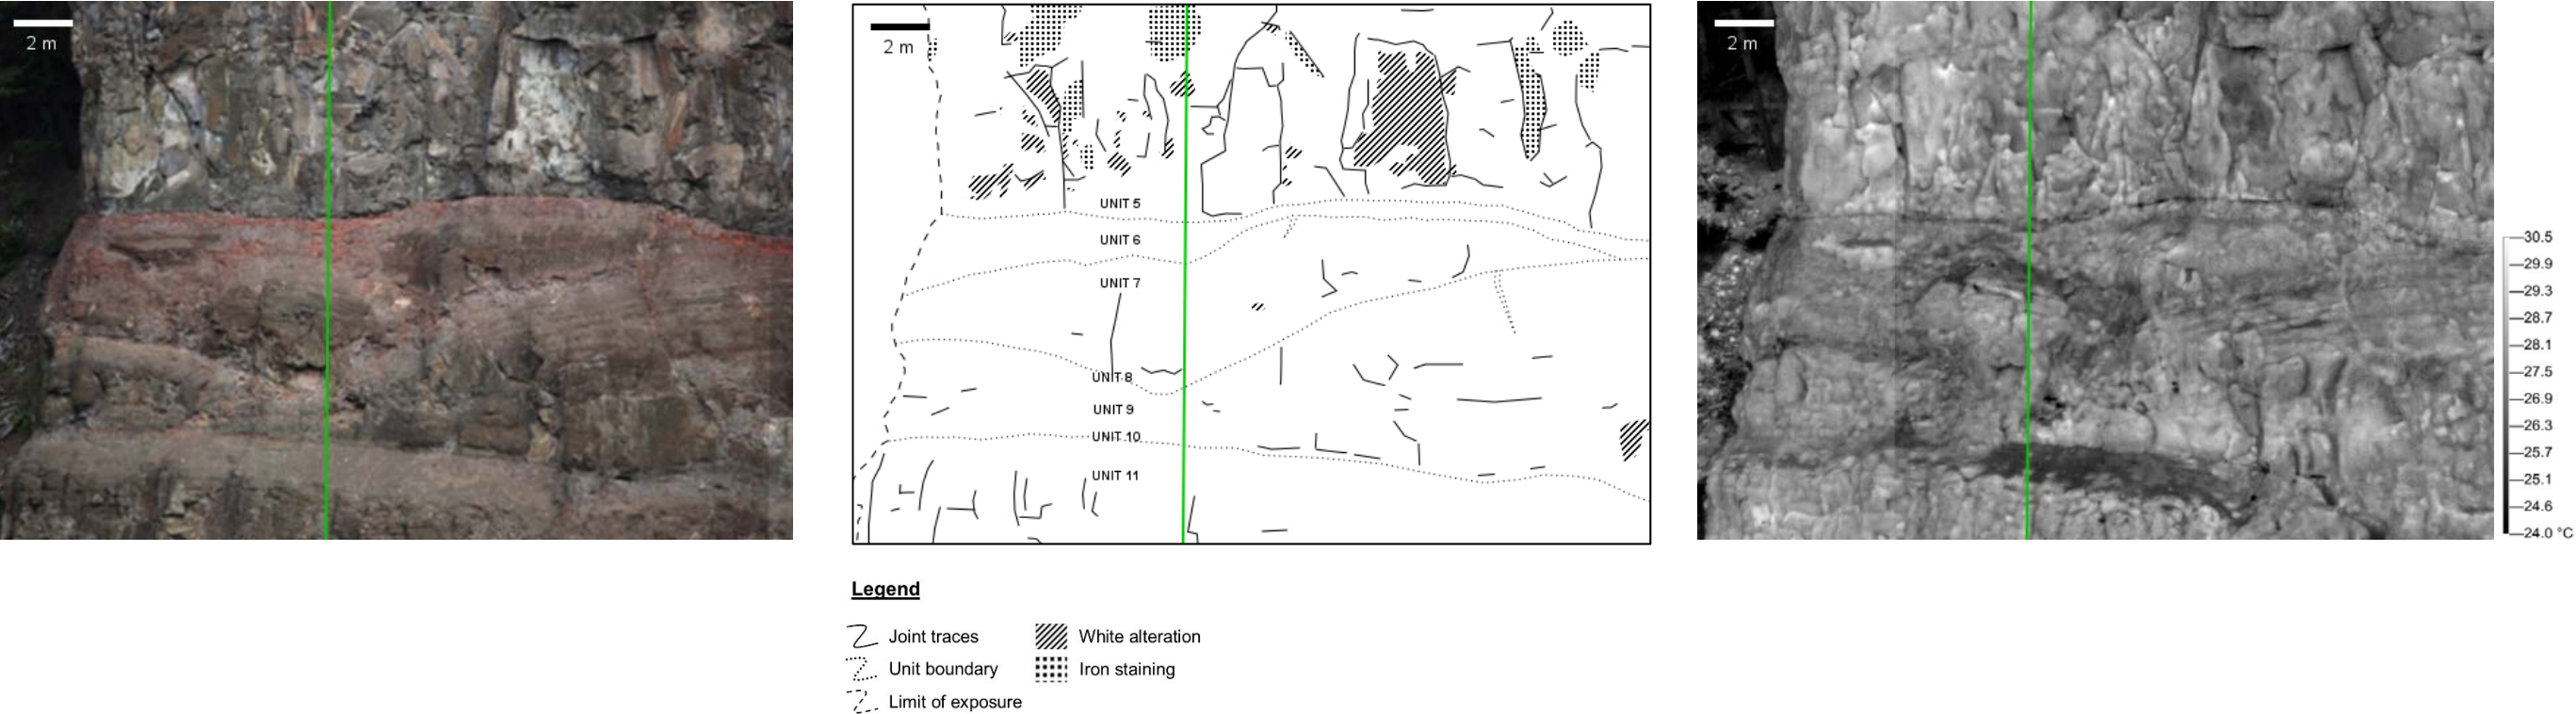 2 m
2 m
2 m
UNIT 5
UNIT 6
UNIT 7
UNIT 8
UNIT 9
UNIT 10
UNIT 11
30.5
29.9
29.3
28.7
28.1
27.5
26.9
26.3
25.7
25.1
24.6
24.0 °C
Legend
Joint traces
White alteration
Unit boundary
Iron staining
Limit of exposure